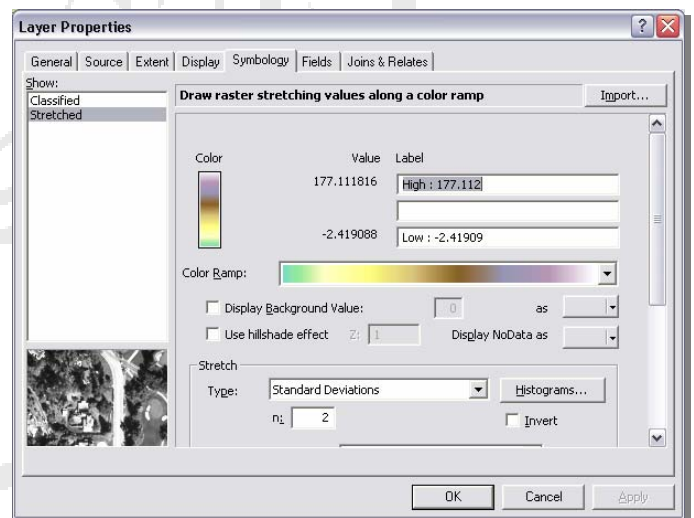 Layer Properties
General Source Extent Display Symbology Fields Joins & Relates
Show:
Classified
Stretched
Draw raster stretching values along a color ramp
Import...
Color Value Label
177.111816 High : 177.112
-2.419088 Low : -2.41909
Color Ramp:
Display Background Value: 0 as
Use hillshade effect Z: 1 Display NoData as
Stretch
Type: Standard Deviations Histograms...
n: 2 Invert
OK Cancel Apply